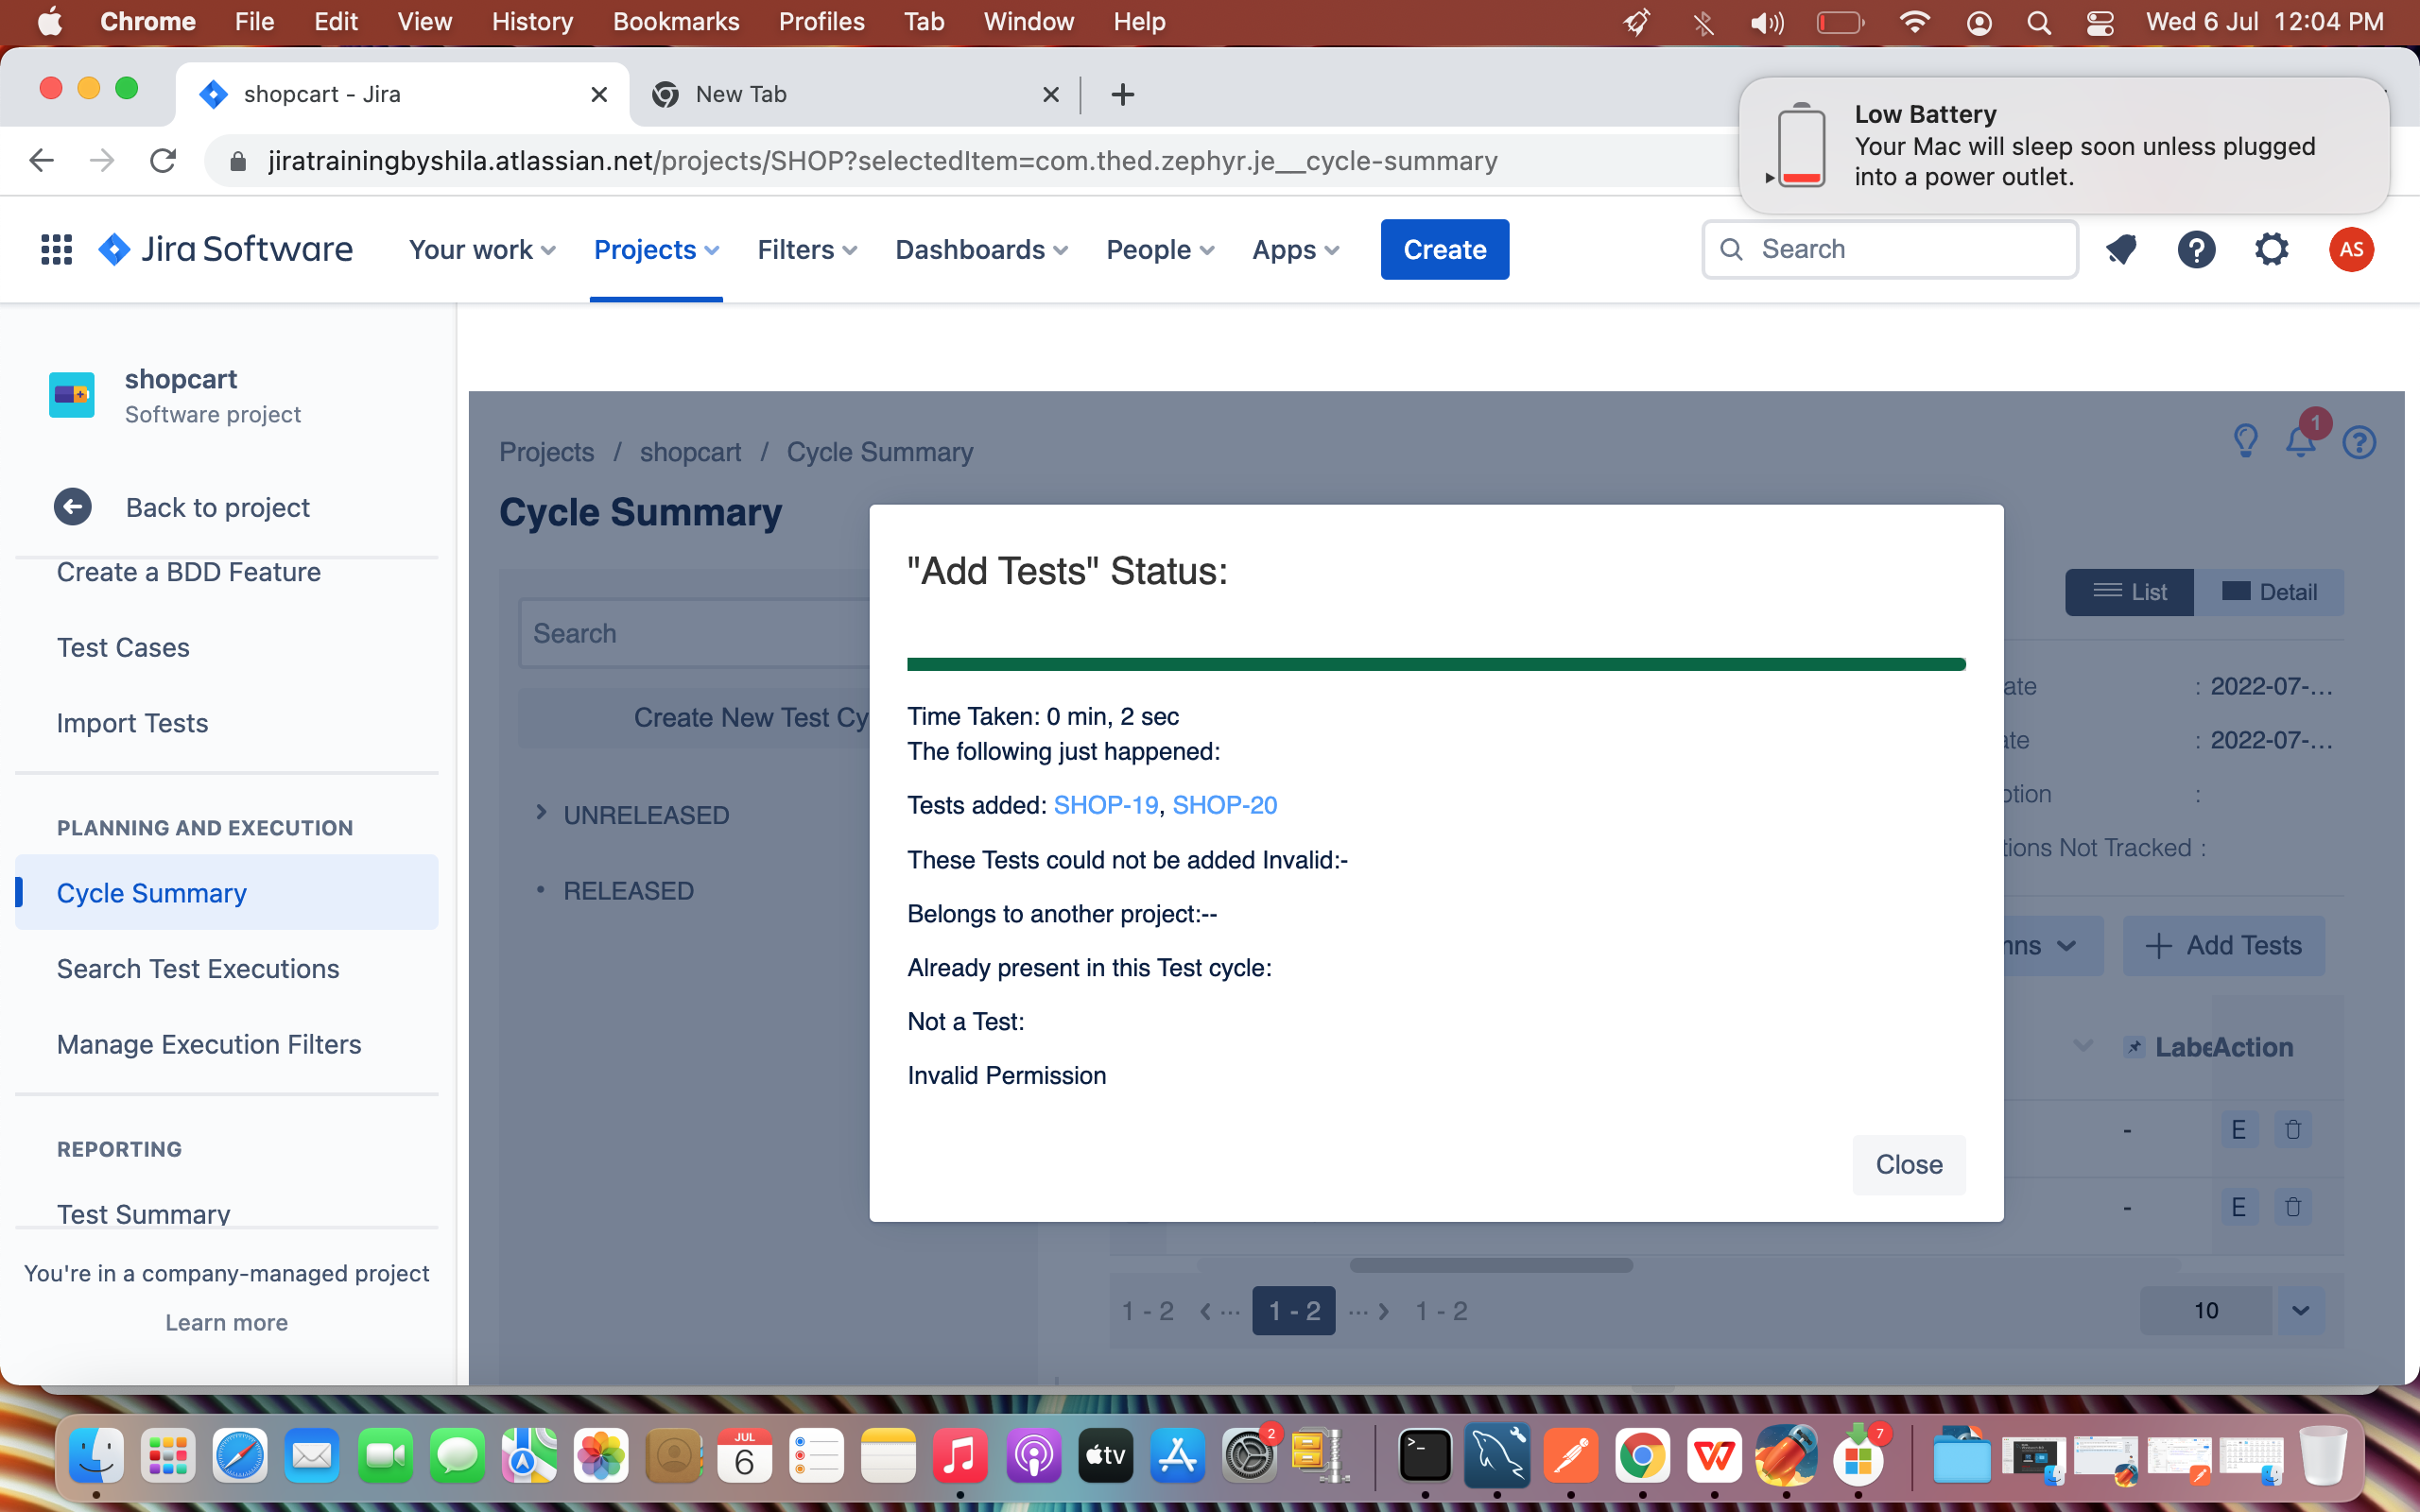 Chrome File Edit View History Bookmarks Profiles Tab Window Help Wed 6 Jul 12:04 PM
shopcart - Jira New Tab
Low Battery
Your Mac will sleep soon unless plugged
into a power outlet.
jiratrainingbyshila.atlassian.net/projects/SHOP?selectedItem=com.thed.zephyr.je__cycle-summary
Jira Software Your work Projects Filters Dashboards People Apps Create Search AS
shopcart
Software project
Back to project
Create a BDD Feature
Test Cases
Import Tests
PLANNING AND EXECUTION
Cycle Summary
Search Test Executions
Manage Execution Filters
REPORTING
Test Summary
You're in a company-managed project
Learn more
Projects / shopcart / Cycle Summary
1
Cycle Summary
List Detail
Search
Create New Test Cy
UNRELEASED
RELEASED
"Add Tests" Status:
Time Taken: 0 min, 2 sec
The following just happened:
Tests added: SHOP-19, SHOP-20
These Tests could not be added Invalid:-
Belongs to another project:--
Already present in this Test cycle:
Not a Test:
Invalid Permission
Close
ate : 2022-07-...
ate : 2022-07-...
ption :
tions Not Tracked :
nns + Add Tests
Labe Action
- E
- E
1 - 2 < ... 1 - 2 ... > 1 - 2 10
JUL
6
tv
2
7